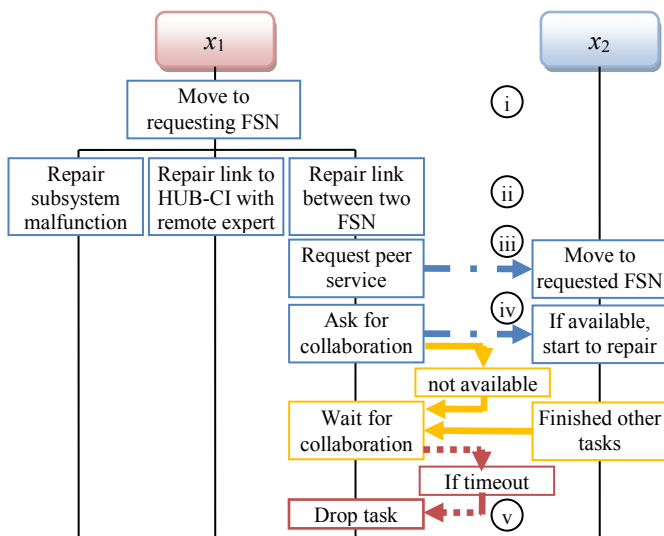 x1
x2
Move to
requesting FSN
i
Repair
subsystem
malfunction
Repair link to
HUB-CI with
remote expert
Repair link
between two
FSN
ii
iii
Request peer
service
Move to
requested FSN
iv
Ask for
collaboration
If available,
start to repair
not available
Wait for
collaboration
Finished other
tasks
If timeout
Drop task
v